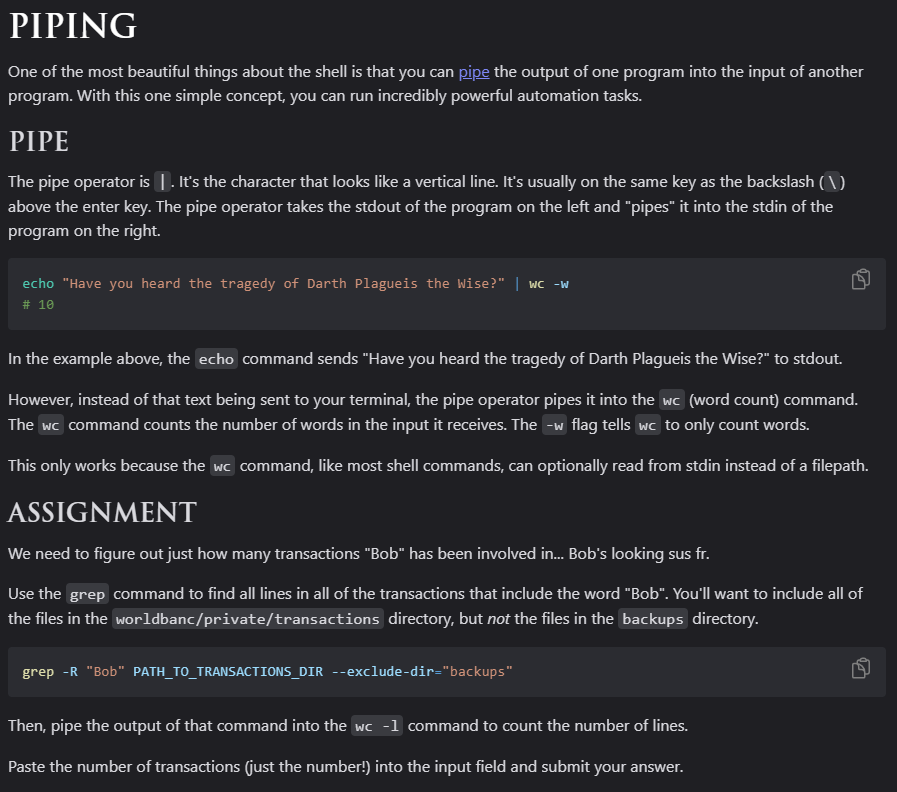 PIPING
One of the most beautiful things about the shell is that you can pipe the output of one program into the input of another
program. With this one simple concept, you can run incredibly powerful automation tasks.
PIPE
The pipe operator is |. It's the character that looks like a vertical line. It's usually on the same key as the backslash (\)
above the enter key. The pipe operator takes the stdout of the program on the left and "pipes" it into the stdin of the
program on the right.
echo "Have you heard the tragedy of Darth Plagueis the Wise?" | wc -w
# 10
In the example above, the echo command sends "Have you heard the tragedy of Darth Plagueis the Wise?" to stdout.
However, instead of that text being sent to your terminal, the pipe operator pipes it into the wc (word count) command.
The wc command counts the number of words in the input it receives. The -w flag tells wc to only count words.
This only works because the wc command, like most shell commands, can optionally read from stdin instead of a filepath.
ASSIGNMENT
We need to figure out just how many transactions "Bob" has been involved in... Bob's looking sus fr.
Use the grep command to find all lines in all of the transactions that include the word "Bob". You'll want to include all of
the files in the worldbanc/private/transactions directory, but not the files in the backups directory.
grep -R "Bob" PATH_TO_TRANSACTIONS_DIR --exclude-dir="backups"
Then, pipe the output of that command into the wc -l command to count the number of lines.
Paste the number of transactions (just the number!) into the input field and submit your answer.